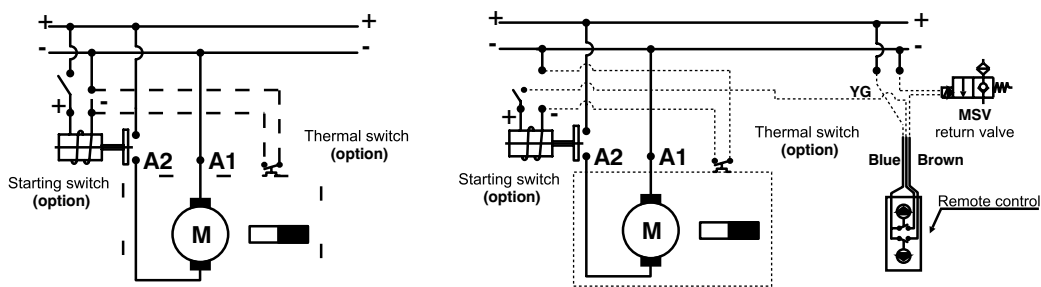 + +
- -
+ -
A2 A1
Thermal switch
(option)
Starting switch
(option)
M
+ +
- -
YG
MSV
return valve
+ -
Thermal switch
(option)
A2 A1
Blue Brown
Starting switch
(option)
Remote control
M